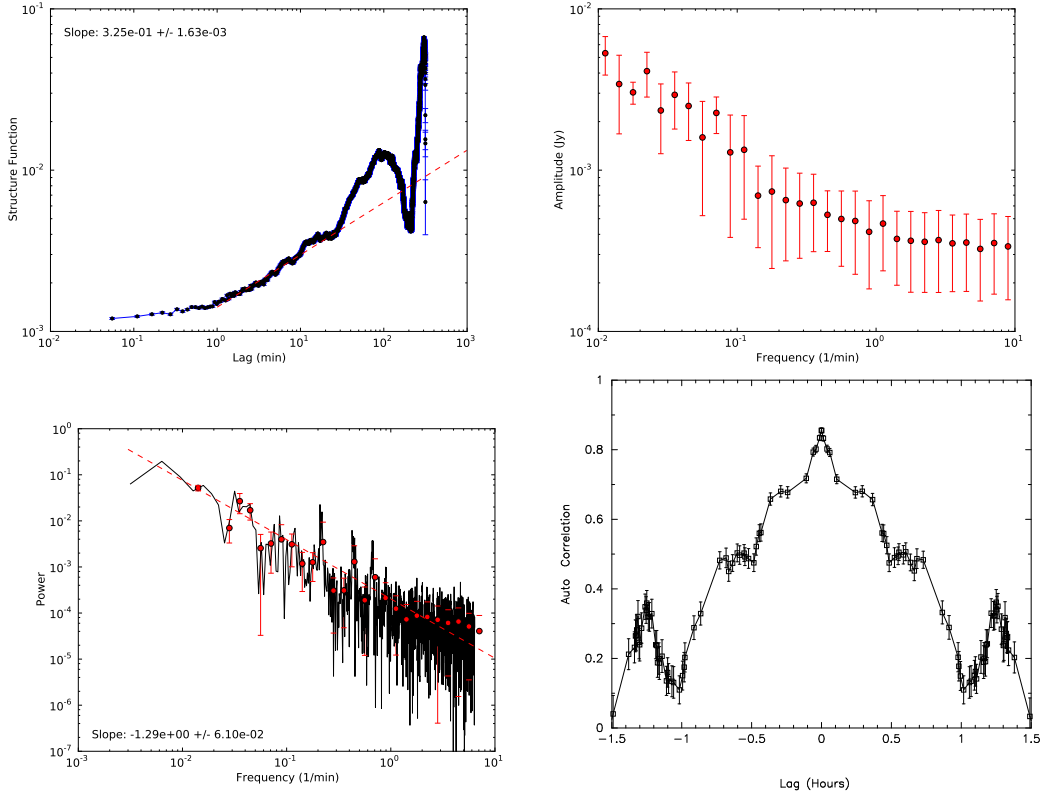 10^-1
Slope: 3.25e-01 +/- 1.63e-03
Structure Function
10^-2
10^-3
10^-2 10^-1 10^0 10^1 10^2 10^3
Lag (min)
10^-2
Amplitude (Jy)
10^-3
10^-4
10^-2 10^-1 10^0 10^1
Frequency (1/min)
10^0
10^-1
10^-2
10^-3
Power
10^-4
10^-5
10^-6
10^-7
Slope: -1.29e+00 +/- 6.10e-02
10^-3 10^-2 10^-1 10^0 10^1
Frequency (1/min)
1
0.8
0.6
Auto Correlation
0.4
0.2
0
−1.5 −1 −0.5 0 0.5 1 1.5
Lag (Hours)